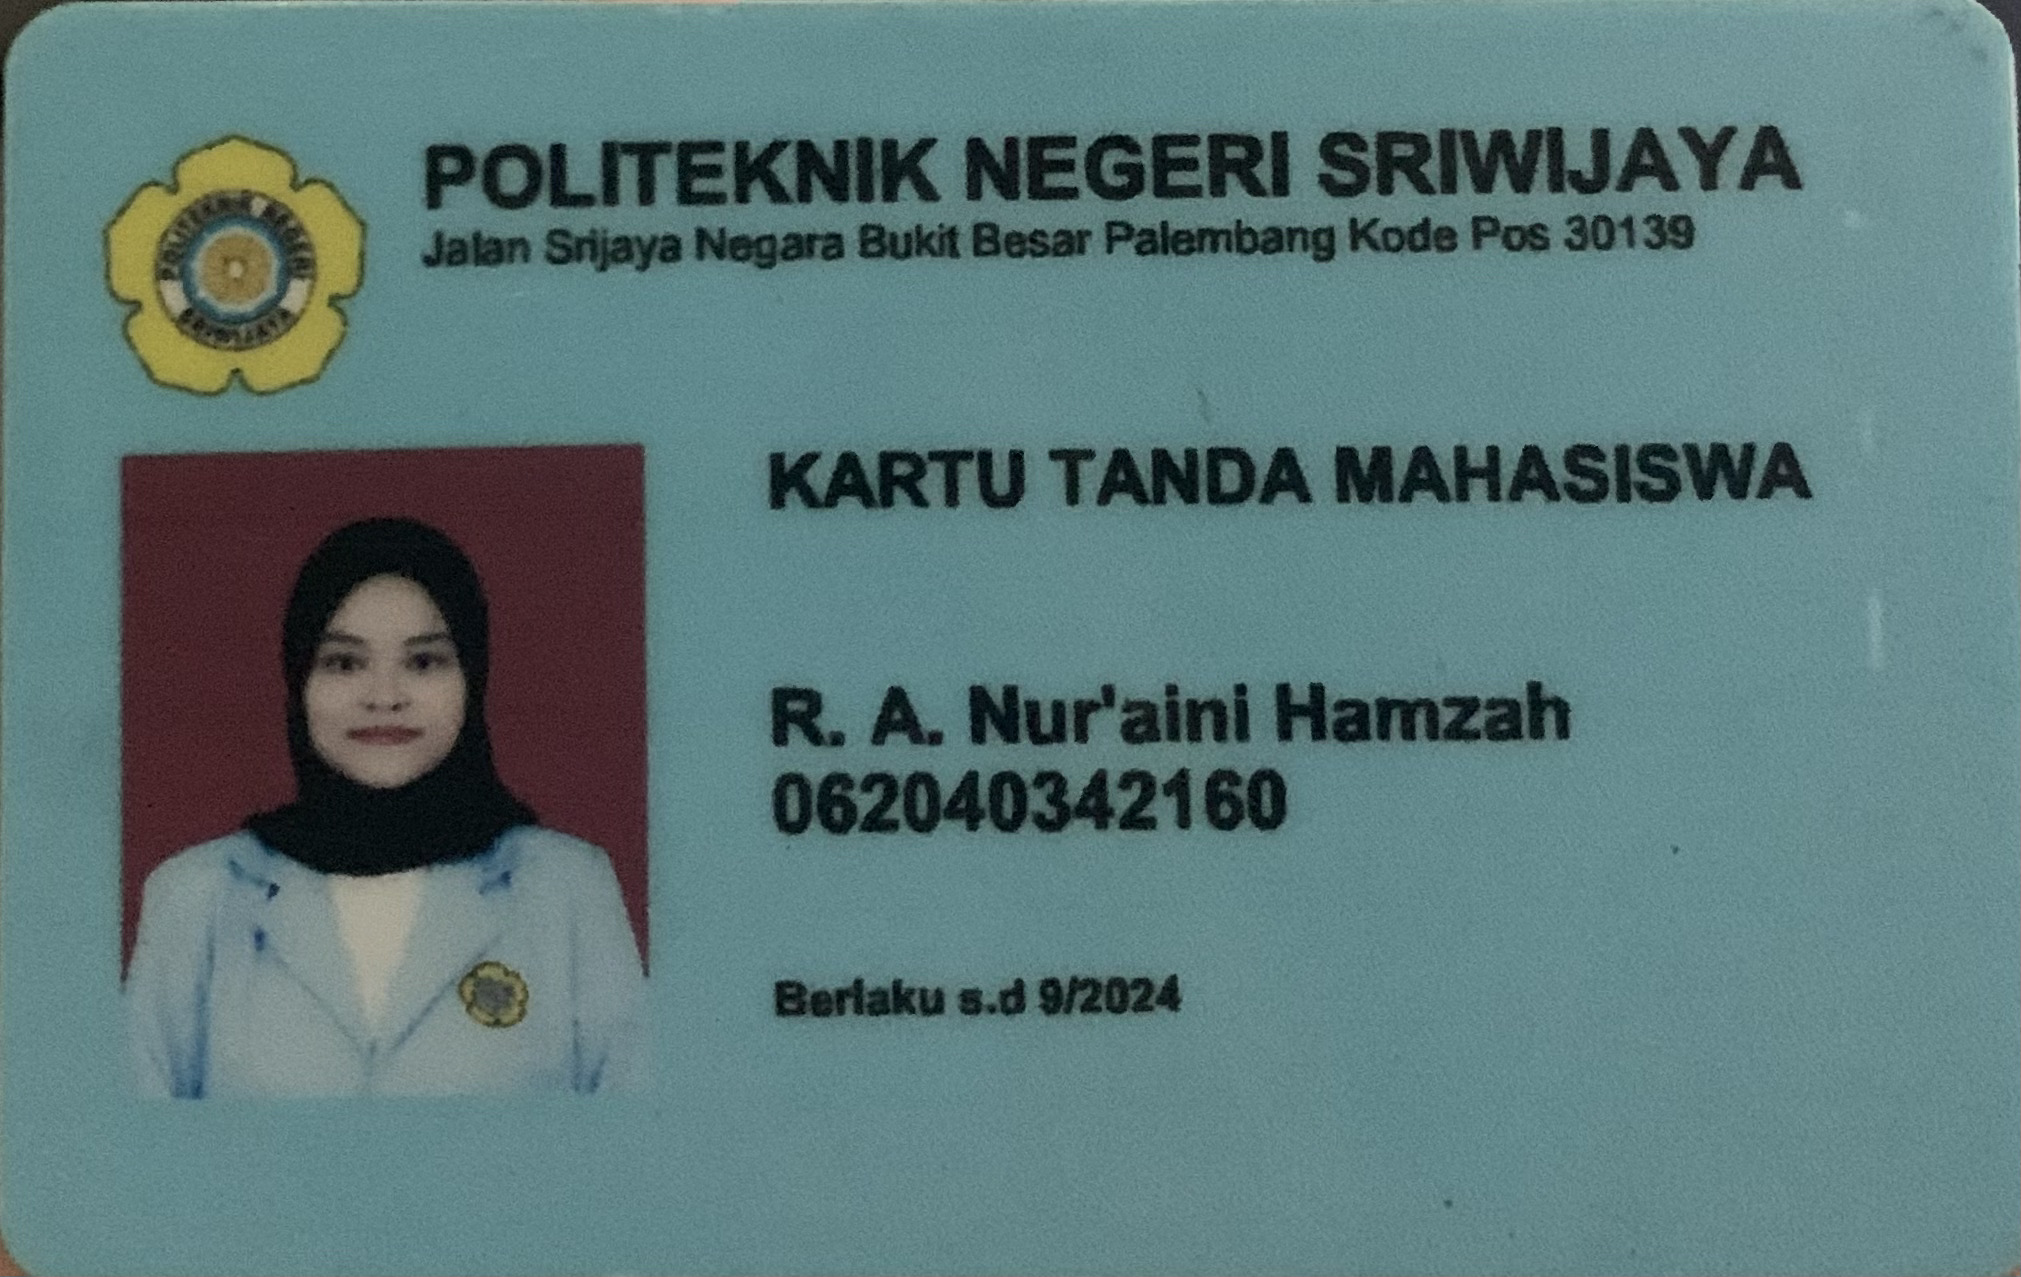 POLITEKNIK NEGERI SRIWIJAYA
Jalan Srijaya Negara Bukit Besar Palembang Kode Pos 30139
POLITEKNIK NEGERI
SRIWIJAYA
KARTU TANDA MAHASISWA
R. A. Nur'aini Hamzah
062040342160
Berlaku s.d 9/2024